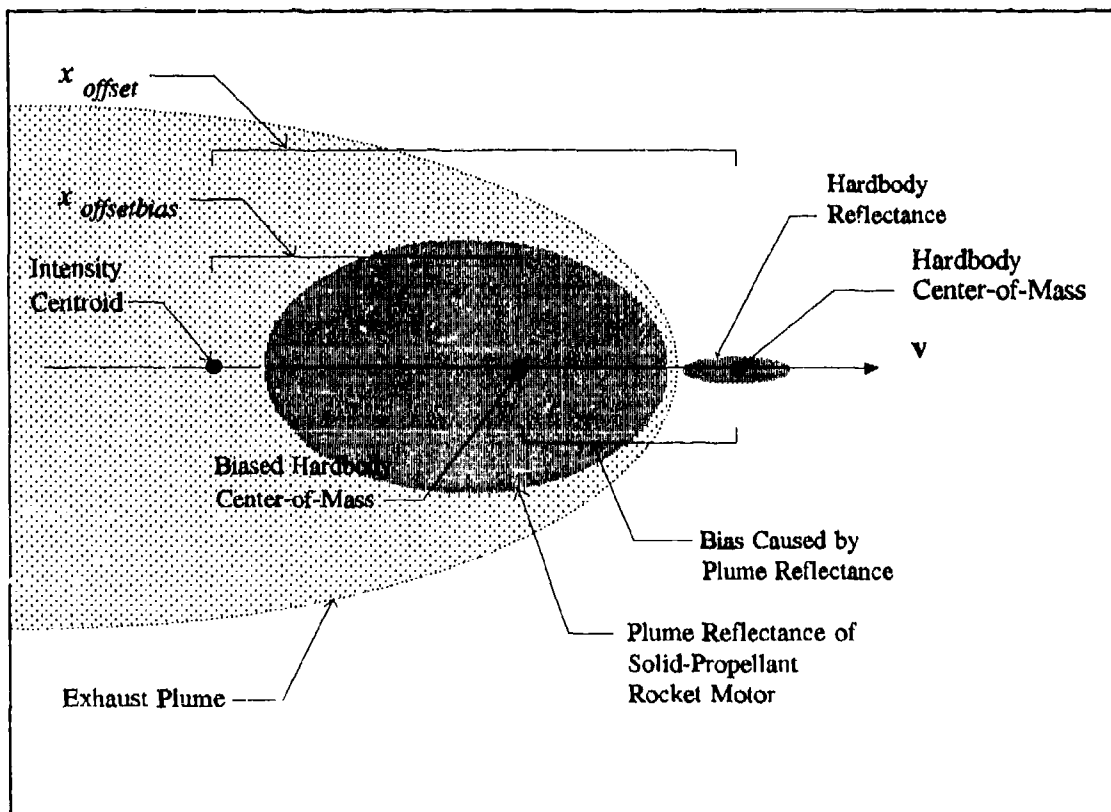 x offset
x offsetbias
Intensity
Centroid
Hardbody
Reflectance
Hardbody
Center-of-Mass
v
Biased Hardbody
Center-of-Mass
Bias Caused by
Plume Reflectance
Plume Reflectance of
Solid-Propellant
Rocket Motor
Exhaust Plume